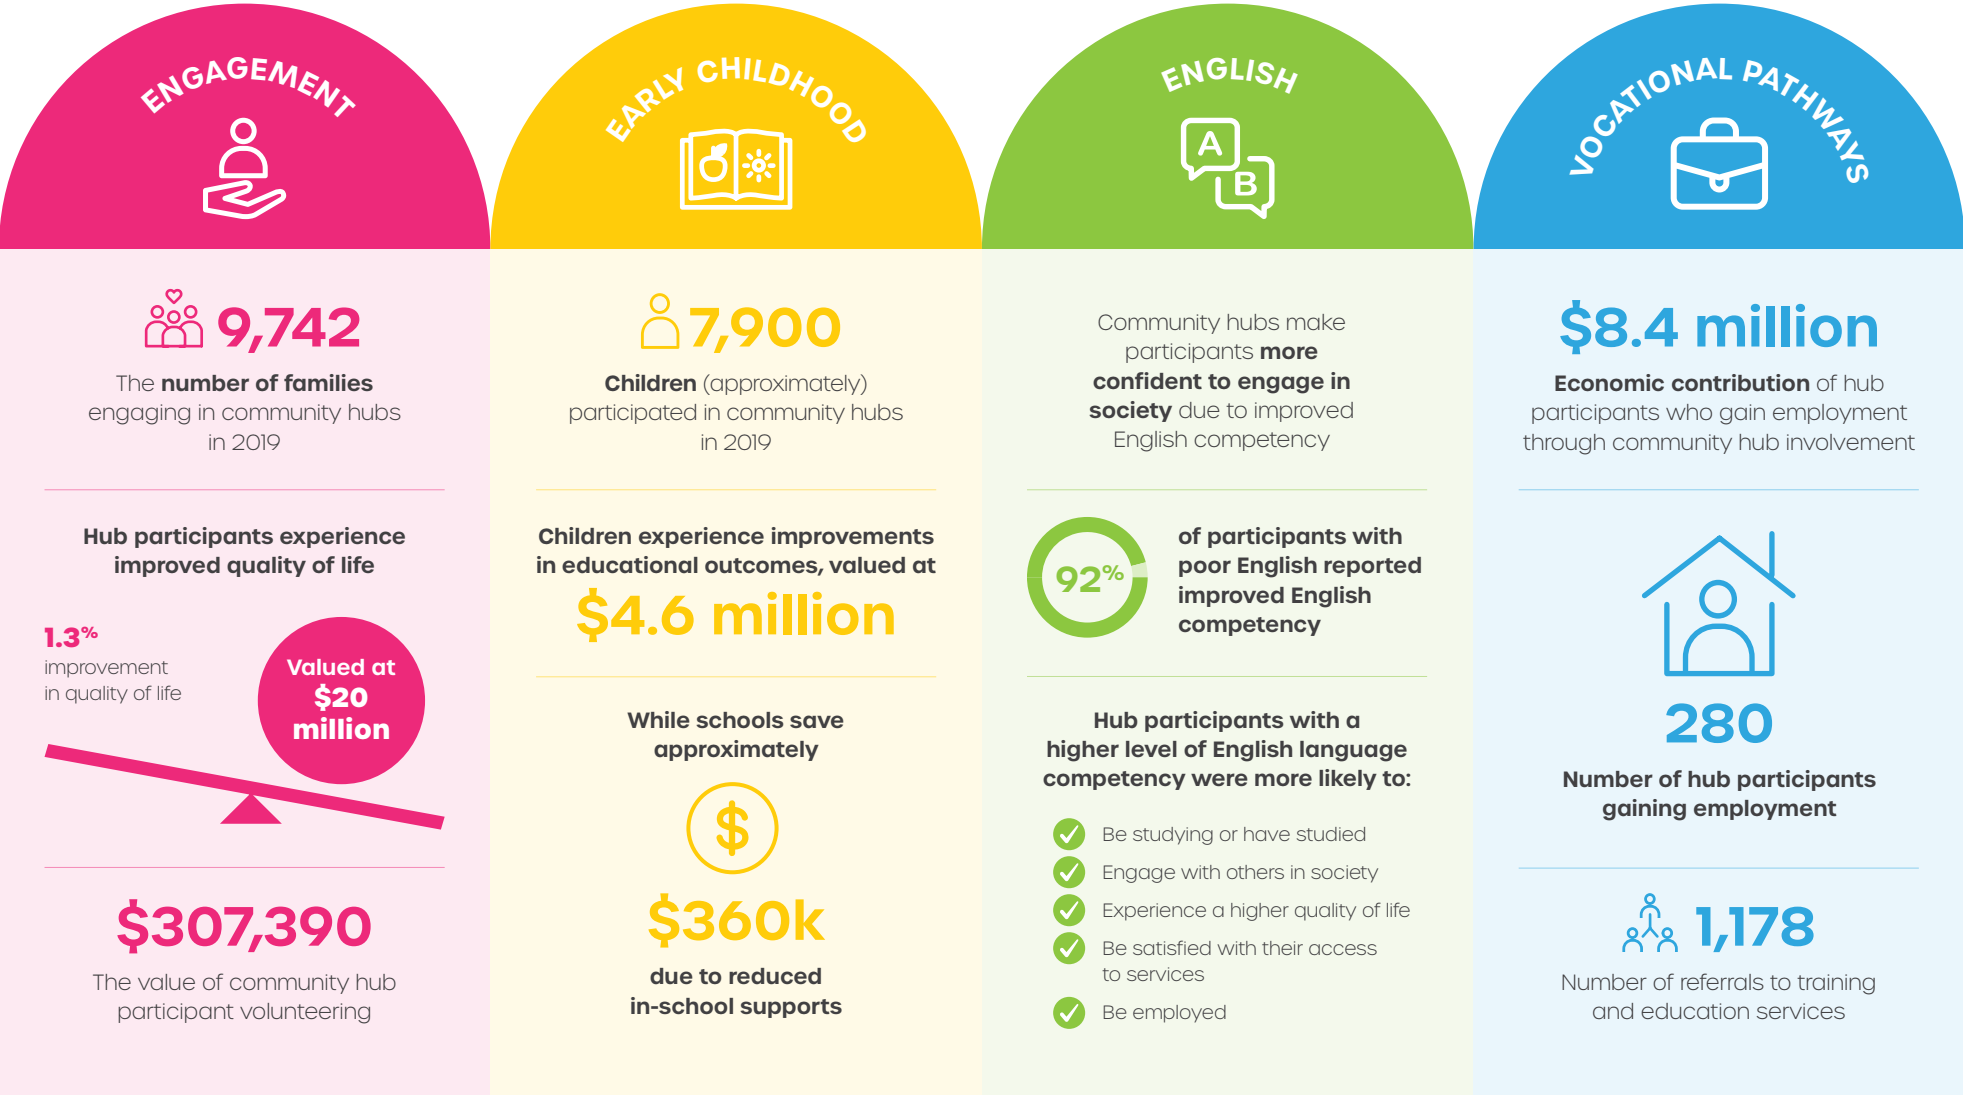 ENGAGEMENT
9,742
The number of families
engaging in community hubs
in 2019
Hub participants experience
improved quality of life
1.3%
improvement
in quality of life
Valued at
$20
million
$307,390
The value of community hub
participant volunteering
EARLY CHILDHOOD
7,900
Children (approximately)
participated in community hubs
in 2019
Children experience improvements
in educational outcomes, valued at
$4.6 million
While schools save
approximately
$
$360k
due to reduced
in-school supports
ENGLISH
A
B
Community hubs make
participants more
confident to engage in
society due to improved
English competency
92%
of participants with
poor English reported
improved English
competency
Hub participants with a
higher level of English language
competency were more likely to:
Be studying or have studied
Engage with others in society
Experience a higher quality of life
Be satisfied with their access
to services
Be employed
VOCATIONAL PATHWAYS
$8.4 million
Economic contribution of hub
participants who gain employment
through community hub involvement
280
Number of hub participants
gaining employment
1,178
Number of referrals to training
and education services